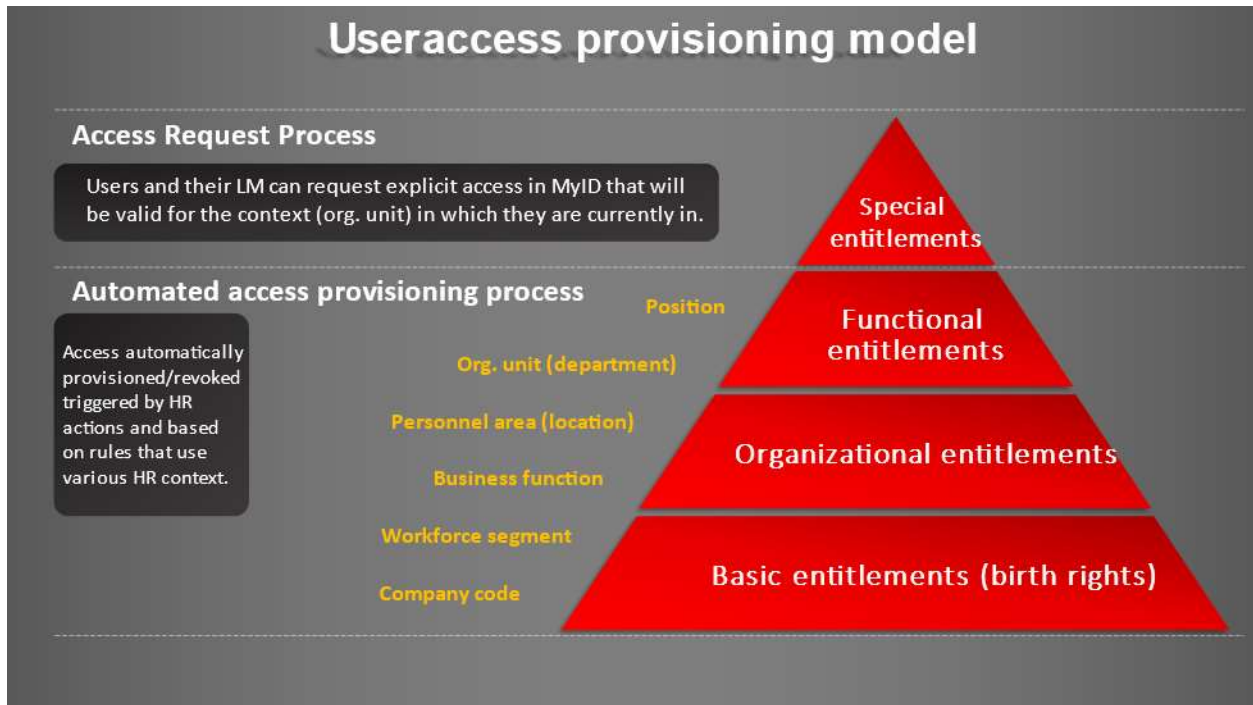 Useraccess provisioning model
Access Request Process
Users and their LM can request explicit access in MyID that will
be valid for the context (org. unit) in which they are currently in.
Special
entitlements
Automated access provisioning process
Access automatically
provisioned/revoked
triggered by HR
actions and based
on rules that use
various HR context.
Position
Org. unit (department)
Personnel area (location)
Business function
Workforce segment
Company code
Functional
entitlements
Organizational entitlements
Basic entitlements (birth rights)